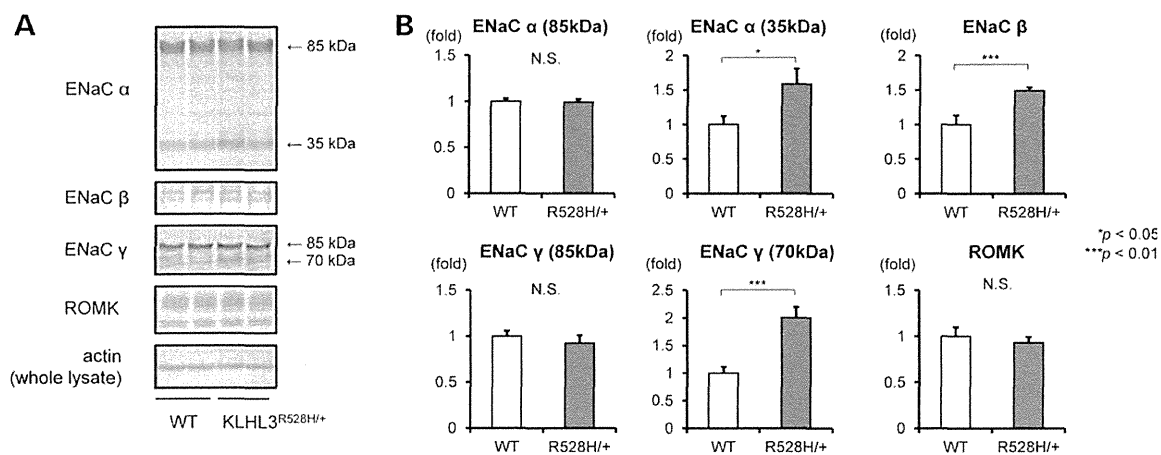 A
ENaC α
← 85 kDa
← 35 kDa
ENaC β
ENaC γ
← 85 kDa
← 70 kDa
ROMK
actin
(whole lysate)
WT KLHL3R528H/+
B
(fold) ENaC α (85kDa)
N.S.
1.5
1
0.5
0
WT R528H/+
(fold) ENaC α (35kDa)
*
2
1.5
1
0.5
0
WT R528H/+
(fold) ENaC β
***
2
1.5
1
0.5
0
WT R528H/+
*p < 0.05
***p < 0.01
(fold) ENaC γ (85kDa)
N.S.
1.5
1
0.5
0
WT R528H/+
(fold) ENaC γ (70kDa)
***
2.5
2
1.5
1
0.5
0
WT R528H/+
(fold) ROMK
N.S.
1.5
1
0.5
0
WT R528H/+